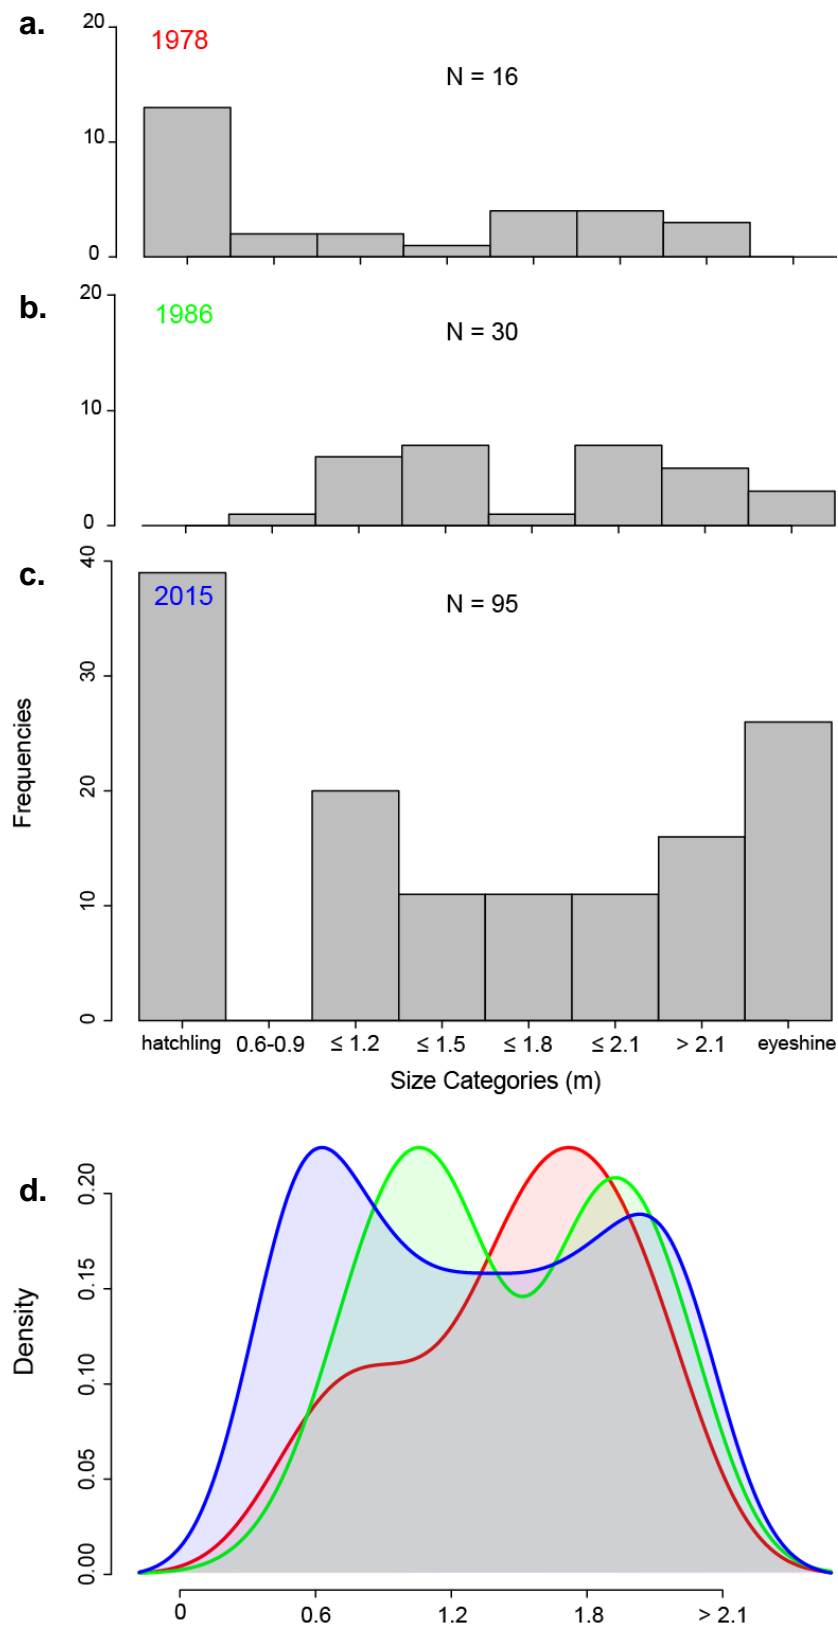 a.
20
1978
N = 16
10
0
b.
20
1986
N = 30
10
0
c.
40
2015
N = 95
30
Frequencies
20
10
0
hatchling 0.6-0.9 ≤ 1.2 ≤ 1.5 ≤ 1.8 ≤ 2.1 > 2.1 eyeshine
Size Categories (m)
d.
0.20
0.15
Density
0.10
0.05
0.00
0 0.6 1.2 1.8 > 2.1